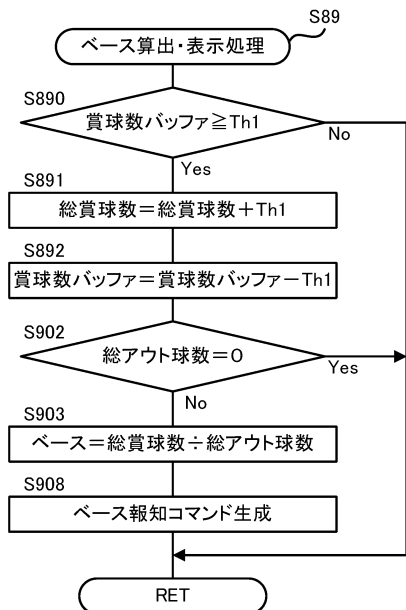 S89
ベース算出・表示処理
S890
賞球数バッファ≧Th1
No
Yes
S891
総賞球数＝総賞球数＋Th1
S892
賞球数バッファ＝賞球数バッファ－Th1
S902
総アウト球数＝0
Yes
No
S903
ベース＝総賞球数÷総アウト球数
S908
ベース報知コマンド生成
RET